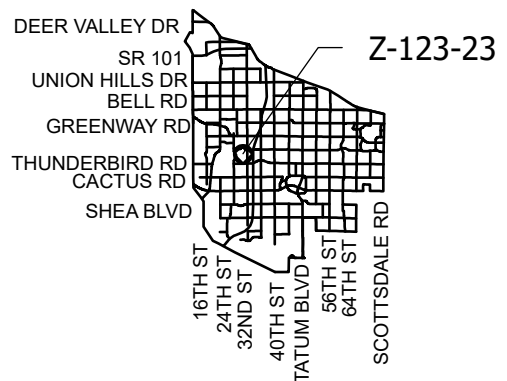 DEER VALLEY DR
Z-123-23
SR 101
UNION HILLS DR
BELL RD
GREENWAY RD
THUNDERBIRD RD
CACTUS RD
SHEA BLVD
16TH ST
24TH ST
32ND ST
40TH ST
TATUM BLVD
56TH ST
64TH ST
SCOTTSDALE RD